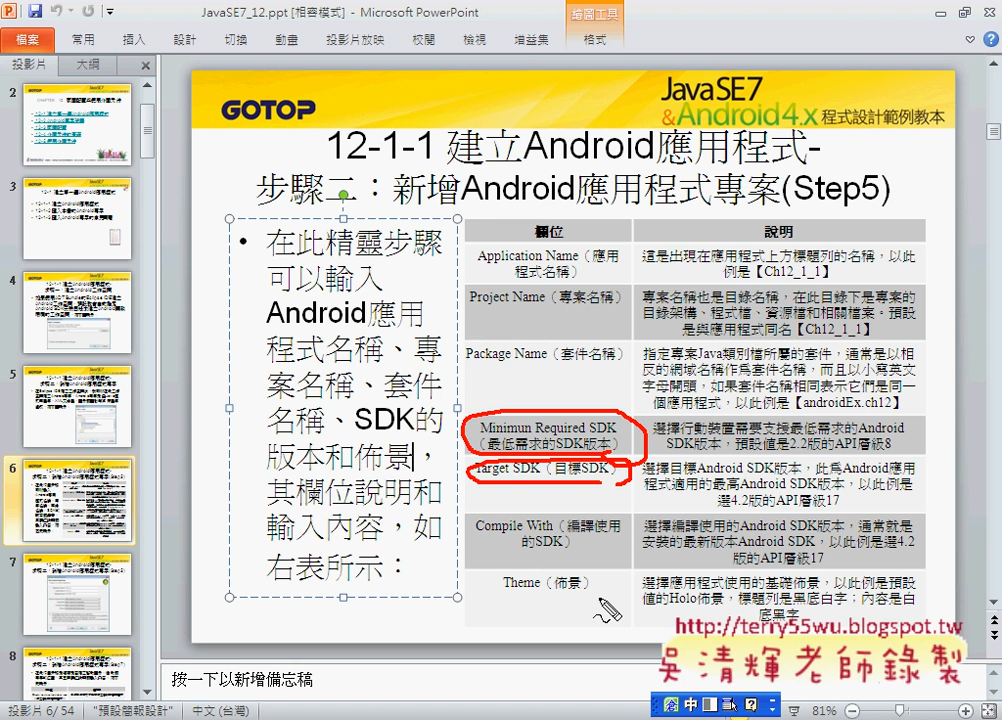 JavaSE7_12.ppt [相容模式] - Microsoft PowerPoint
繪圖工具
檔案 常用 插入 設計 切換 動畫 投影片放映 校閱 檢視 增益集 格式
投影片 大綱
2
3
4
5
6
7
8
GOTOP
JavaSE7
&Android4.x 程式設計範例教本
12-1-1 建立Android應用程式-
步驟二：新增Android應用程式專案(Step5)
• 在此精靈步驟
可以輸入
Android應用
程式名稱、專
案名稱、套件
名稱、SDK的
版本和佈景，
其欄位說明和
輸入內容，如
右表所示：
欄位 說明
Application Name（應用
程式名稱）
這是出現在應用程式上方標題列的名稱，以此
例是【Ch12_1_1】
Project Name（專案名稱）
專案名稱也是目錄名稱，在此目錄下是專案的
目錄架構、程式檔、資源檔和相關檔案。預設
是與應用程式同名【Ch12_1_1】
Package Name（套件名稱）
指定專案Java類別檔所屬的套件，通常是以相
反的網域名稱作為套件名稱，而且以小寫英文
字母開頭，如果套件名稱相同表示它們是同一
個應用程式，以此例是【androidEx.ch12】
Minimun Required SDK
（最低需求的SDK版本）
選擇行動裝置需要支援最低需求的Android
SDK版本，預設值是2.2版的API層級8
Target SDK（目標SDK）
選擇目標Android SDK版本，此為Android應用
程式適用的最高Android SDK版本，以此例是
選4.2版的API層級17
Compile With（編譯使用
的SDK）
選擇編譯使用的Android SDK版本，通常就是
安裝的最新版本Android SDK，以此例是選4.2
版的API層級17
Theme（佈景）
選擇應用程式使用的基礎佈景，以此例是預設
值的Holo佈景，標題列是黑底白字；內容是白
底黑字
http://terry55wu.blogspot.tw
吳清輝老師錄製
按一下以新增備忘稿
投影片 6/54 "預設簡報設計" 中文 (台灣) 中 81%